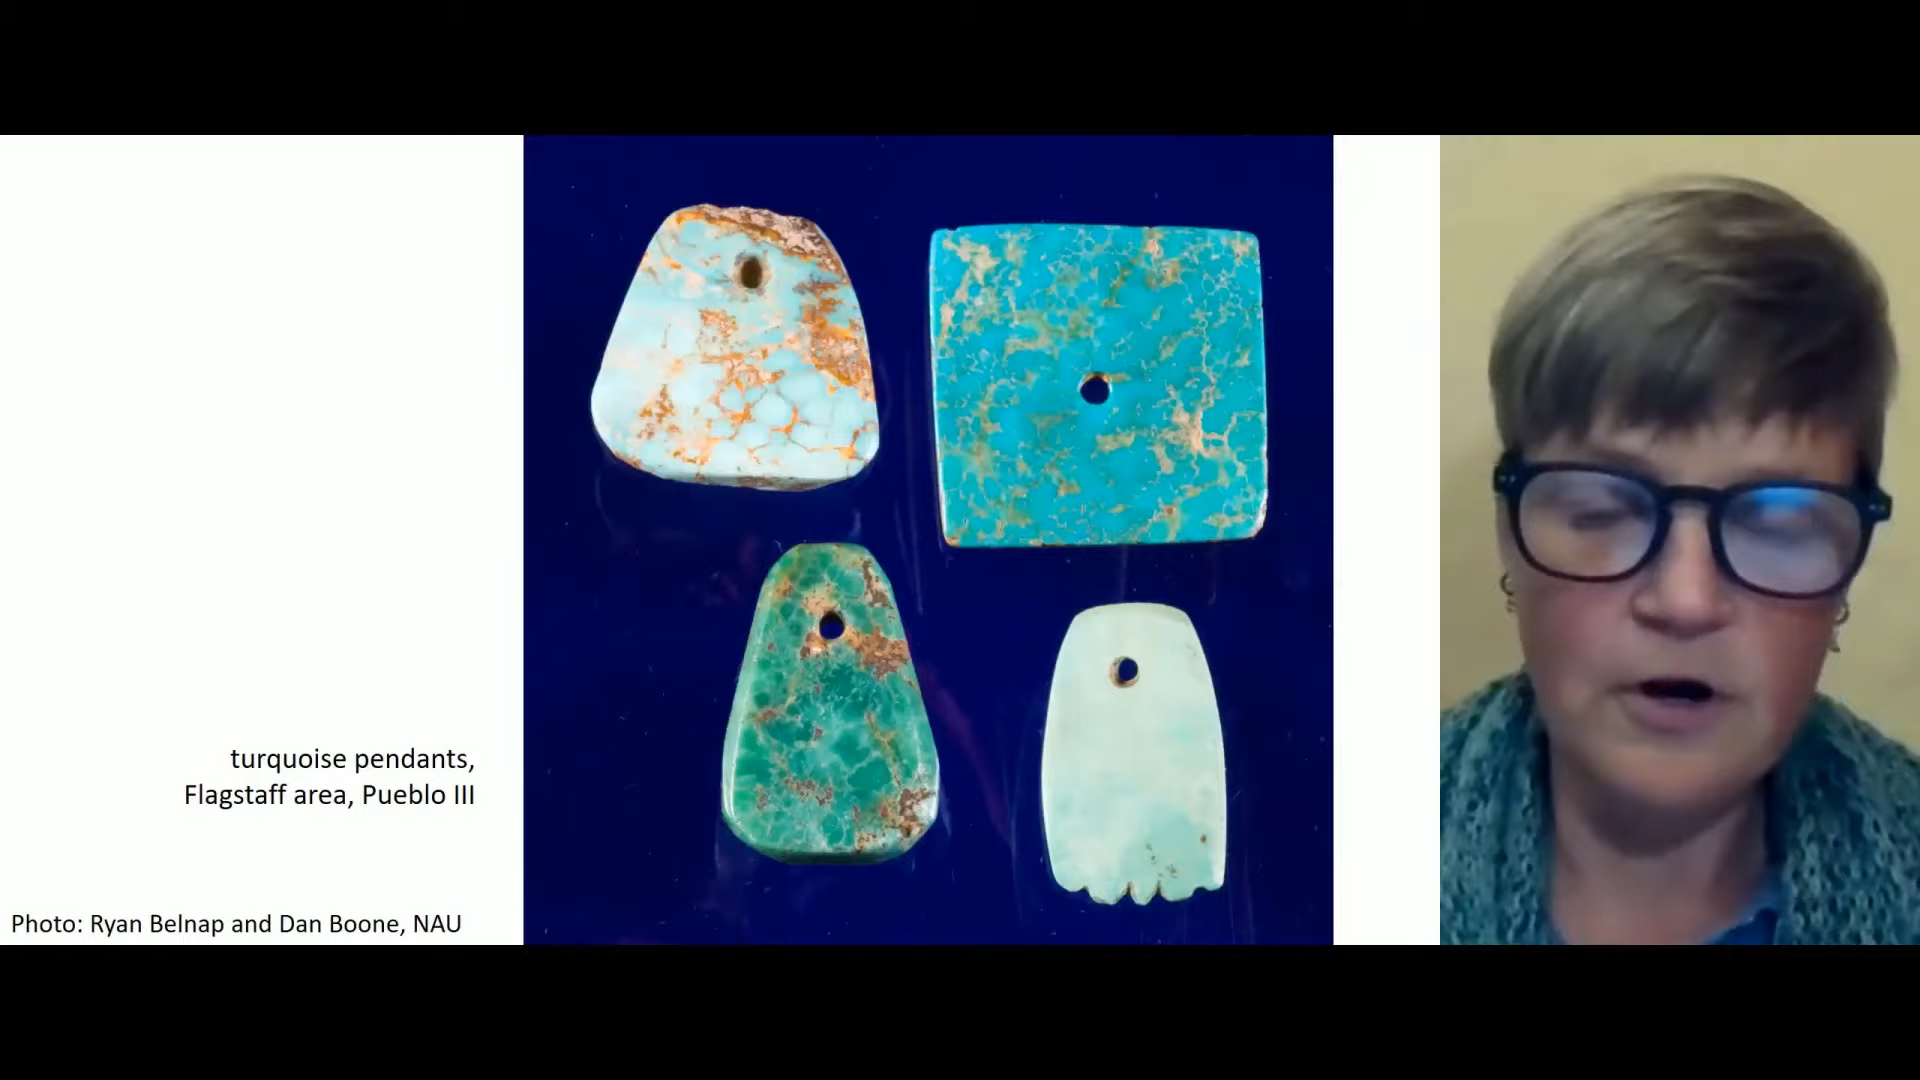 turquoise pendants,
Flagstaff area, Pueblo III
Photo: Ryan Belnap and Dan Boone, NAU